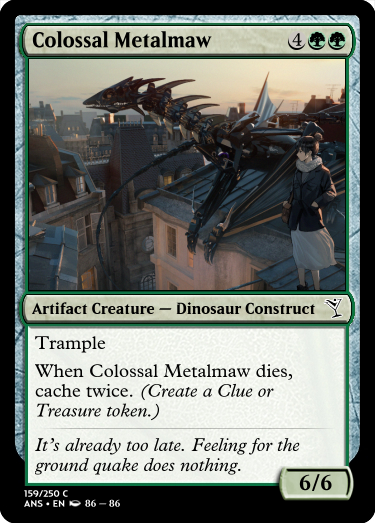 Colossal Metalmaw 4
Artifact Creature — Dinosaur Construct
Trample
When Colossal Metalmaw dies,
cache twice. (Create a Clue or
Treasure token.)
It's already too late. Feeling for the
ground quake does nothing.
6/6
159/250 C
ANS • EN 86 – 86